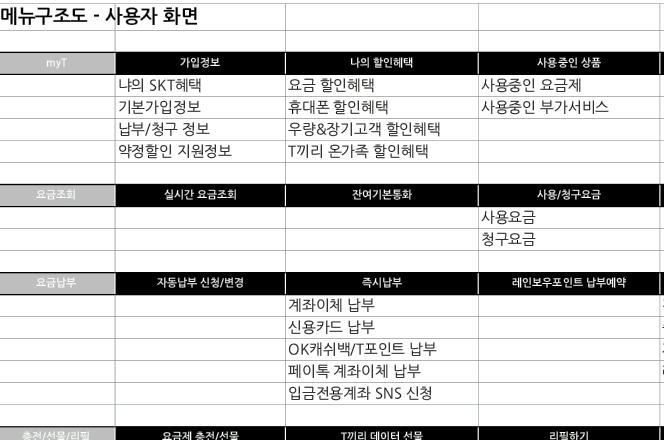 메뉴구조도 - 사용자 화면
myT 가입정보 나의 할인혜택 사용중인 상품
나의 SKT혜택 요금 할인혜택 사용중인 요금제
기본가입정보 휴대폰 할인혜택 사용중인 부가서비스
납부/청구 정보 우량&장기고객 할인혜택
약정할인 지원정보 T끼리 온가족 할인혜택
요금조회 실시간 요금조회 잔여기본통화 사용/청구요금
사용요금
청구요금
요금납부 자동납부 신청/변경 즉시납부 레인보우포인트 납부예약
계좌이체 납부
신용카드 납부
OK캐쉬백/T포인트 납부
페이톡 계좌이체 납부
입금전용계좌 SNS 신청
충전/선물/리필 요금제 충전/선물 T끼리 데이터 선물 리필하기